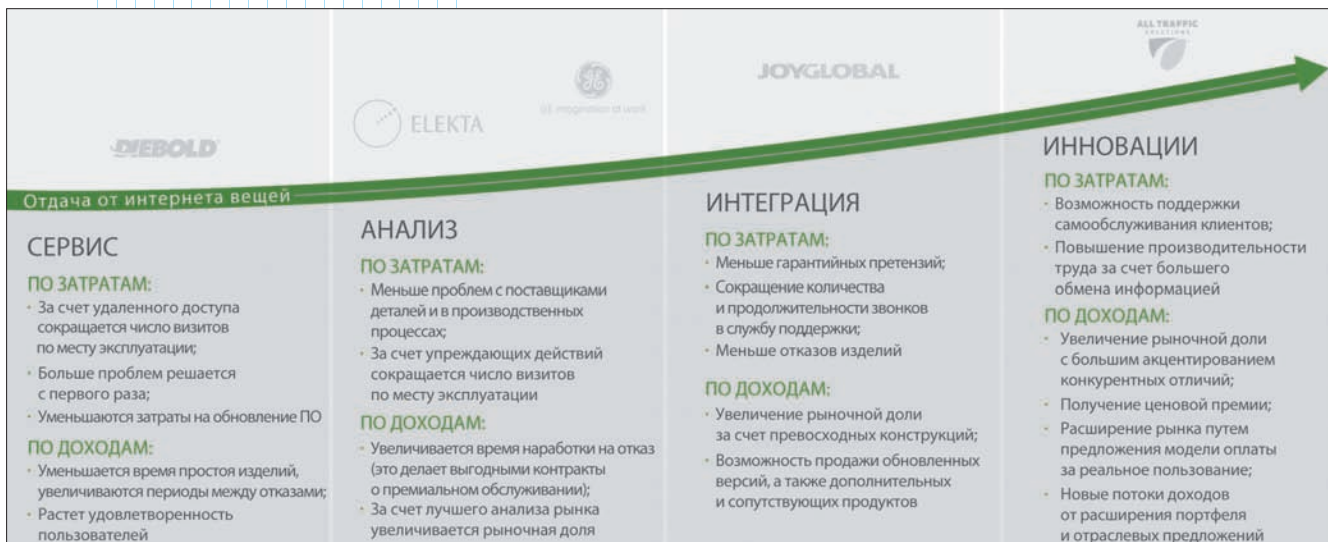 DIEBOLD
ELEKTA
GE imagination at work
JOYGLOBAL
ALL TRAFFIC
SOLUTIONS
Отдача от интернета вещей
СЕРВИС
ПО ЗАТРАТАМ:
• За счет удаленного доступа
сокращается число визитов
по месту эксплуатации;
• Больше проблем решается
с первого раза;
• Уменьшаются затраты на обновление ПО
ПО ДОХОДАМ:
• Уменьшается время простоя изделий,
увеличиваются периоды между отказами;
• Растет удовлетворенность
пользователей
АНАЛИЗ
ПО ЗАТРАТАМ:
• Меньше проблем с поставщиками
деталей и в производственных
процессах;
• За счет упреждающих действий
сокращается число визитов
по месту эксплуатации
ПО ДОХОДАМ:
• Увеличивается время наработки на отказ
(это делает выгодными контракты
о премиальном обслуживании);
• За счет лучшего анализа рынка
увеличивается рыночная доля
ИНТЕГРАЦИЯ
ПО ЗАТРАТАМ:
• Меньше гарантийных претензий;
• Сокращение количества
и продолжительности звонков
в службу поддержки;
• Меньше отказов изделий
ПО ДОХОДАМ:
• Увеличение рыночной доли
за счет превосходных конструкций;
• Возможность продажи обновленных
версий, а также дополнительных
и сопутствующих продуктов
ИННОВАЦИИ
ПО ЗАТРАТАМ:
• Возможность поддержки
самообслуживания клиентов;
• Повышение производительности
труда за счет большего
обмена информацией
ПО ДОХОДАМ:
• Увеличение рыночной доли
с большим акцентированием
конкурентных отличий;
• Получение ценовой премии;
• Расширение рынка путем
предложения модели оплаты
за реальное пользование;
• Новые потоки доходов
от расширения портфеля
и отраслевых предложений